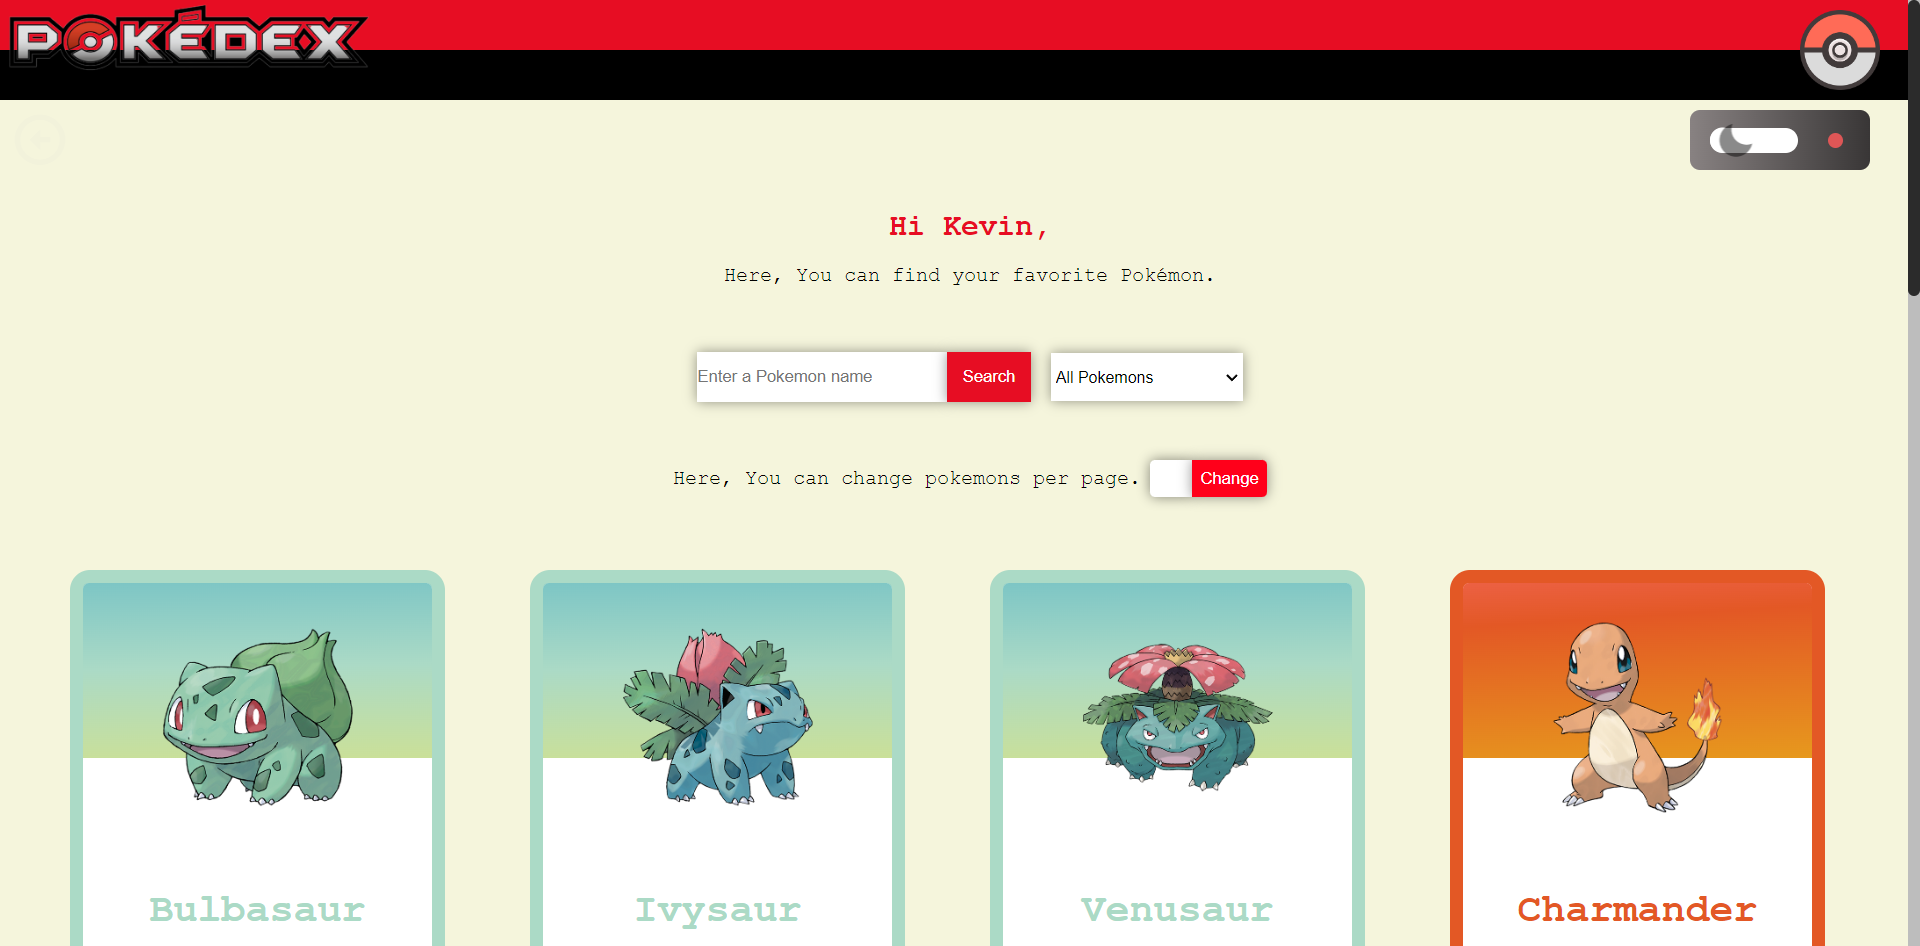 POKÉDEX
Hi Kevin,
Here, You can find your favorite Pokémon.
Enter a Pokemon name
Search
All Pokemons
Here, You can change pokemons per page.
Change
Bulbasaur
Ivysaur
Venusaur
Charmander